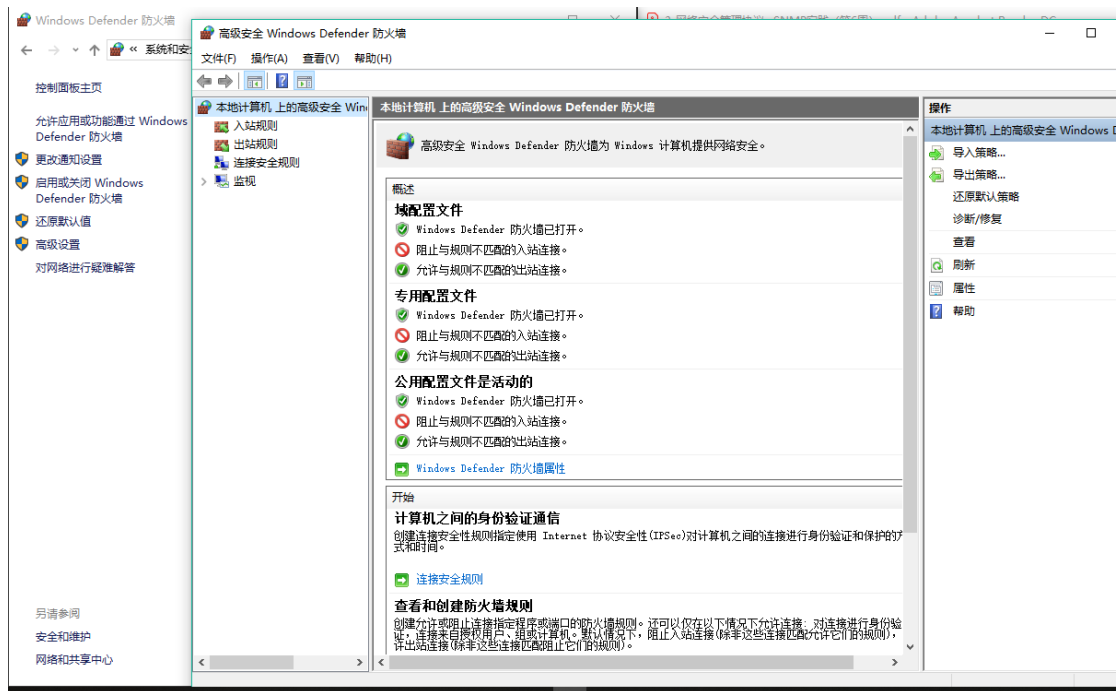 Windows Defender 防火墙
系统和安
控制面板主页
允许应用或功能通过 Windows
Defender 防火墙
更改通知设置
启用或关闭 Windows
Defender 防火墙
还原默认值
高级设置
对网络进行疑难解答
另请参阅
安全和维护
网络和共享中心
高级安全 Windows Defender 防火墙
文件(F) 操作(A) 查看(V) 帮助(H)
本地计算机 上的高级安全 Win
入站规则
出站规则
连接安全规则
监视
本地计算机 上的高级安全 Windows Defender 防火墙
高级安全 Windows Defender 防火墙为 Windows 计算机提供网络安全。
概述
域配置文件
Windows Defender 防火墙已打开。
阻止与规则不匹配的入站连接。
允许与规则不匹配的出站连接。
专用配置文件
Windows Defender 防火墙已打开。
阻止与规则不匹配的入站连接。
允许与规则不匹配的出站连接。
公用配置文件是活动的
Windows Defender 防火墙已打开。
阻止与规则不匹配的入站连接。
允许与规则不匹配的出站连接。
Windows Defender 防火墙属性
开始
计算机之间的身份验证通信
创建连接安全性规则指定使用 Internet 协议安全性(IPSec)对计算机之间的连接进行身份验证和保护的方
式和时间。
连接安全规则
查看和创建防火墙规则
创建允许或阻止连接指定程序或端口的防火墙规则。还可以仅在以下情况下允许连接: 对连接进行身份验
证，连接来自授权用户、组或计算机。默认情况下，阻止入站连接(除非这些连接匹配允许它们的规则)，
许出站连接(除非这些连接匹配阻止它们的规则)。
操作
本地计算机 上的高级安全 Windows D
导入策略...
导出策略...
还原默认策略
诊断/修复
查看
刷新
属性
帮助